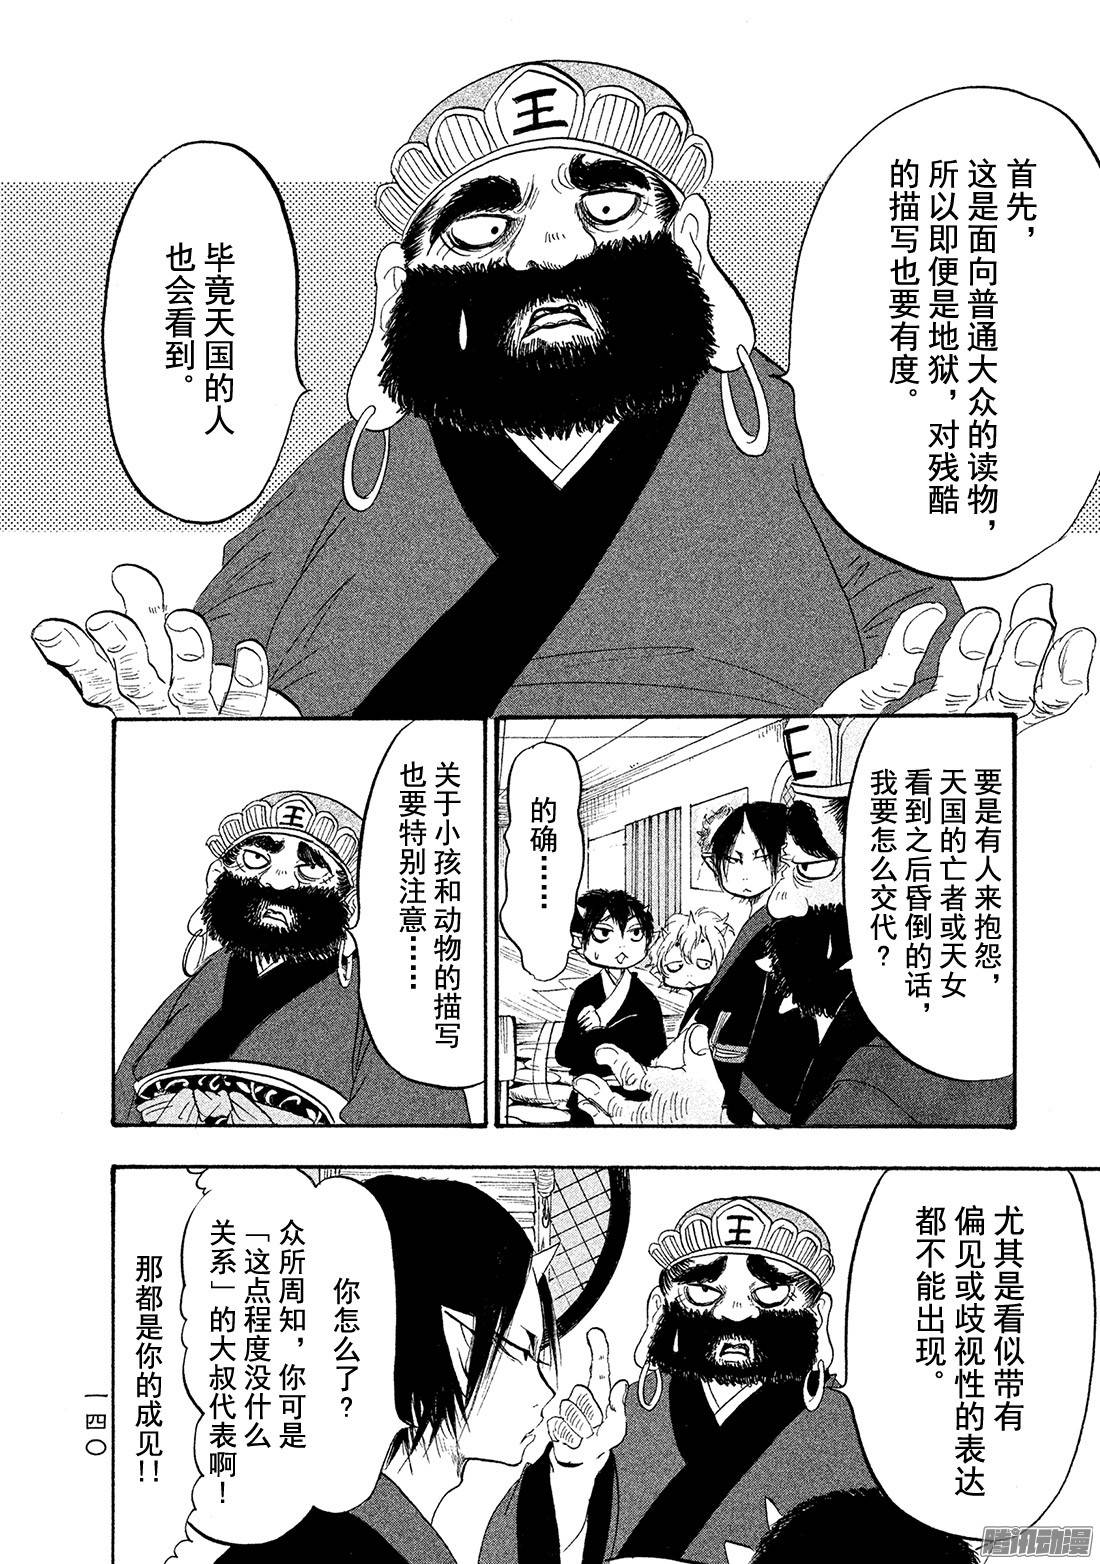 首先，
这是面向普通大众的读物，
所以即便是地狱，对残酷
的描写也要有度。
王
毕竟天国的人
也会看到。
要是有人来抱怨，
天国的亡者或天女
看到之后昏倒的话，
我要怎么交代？
王
的确……
关于小孩和动物的描写
也要特别注意……
王
尤其是看似带有
偏见或歧视性的表达
都不能出现。
王
你怎么了？
众所周知，你可是
「这点程度没什么
关系」的大叔代表啊！
那都是你的成见!!
一四〇
腾讯动漫